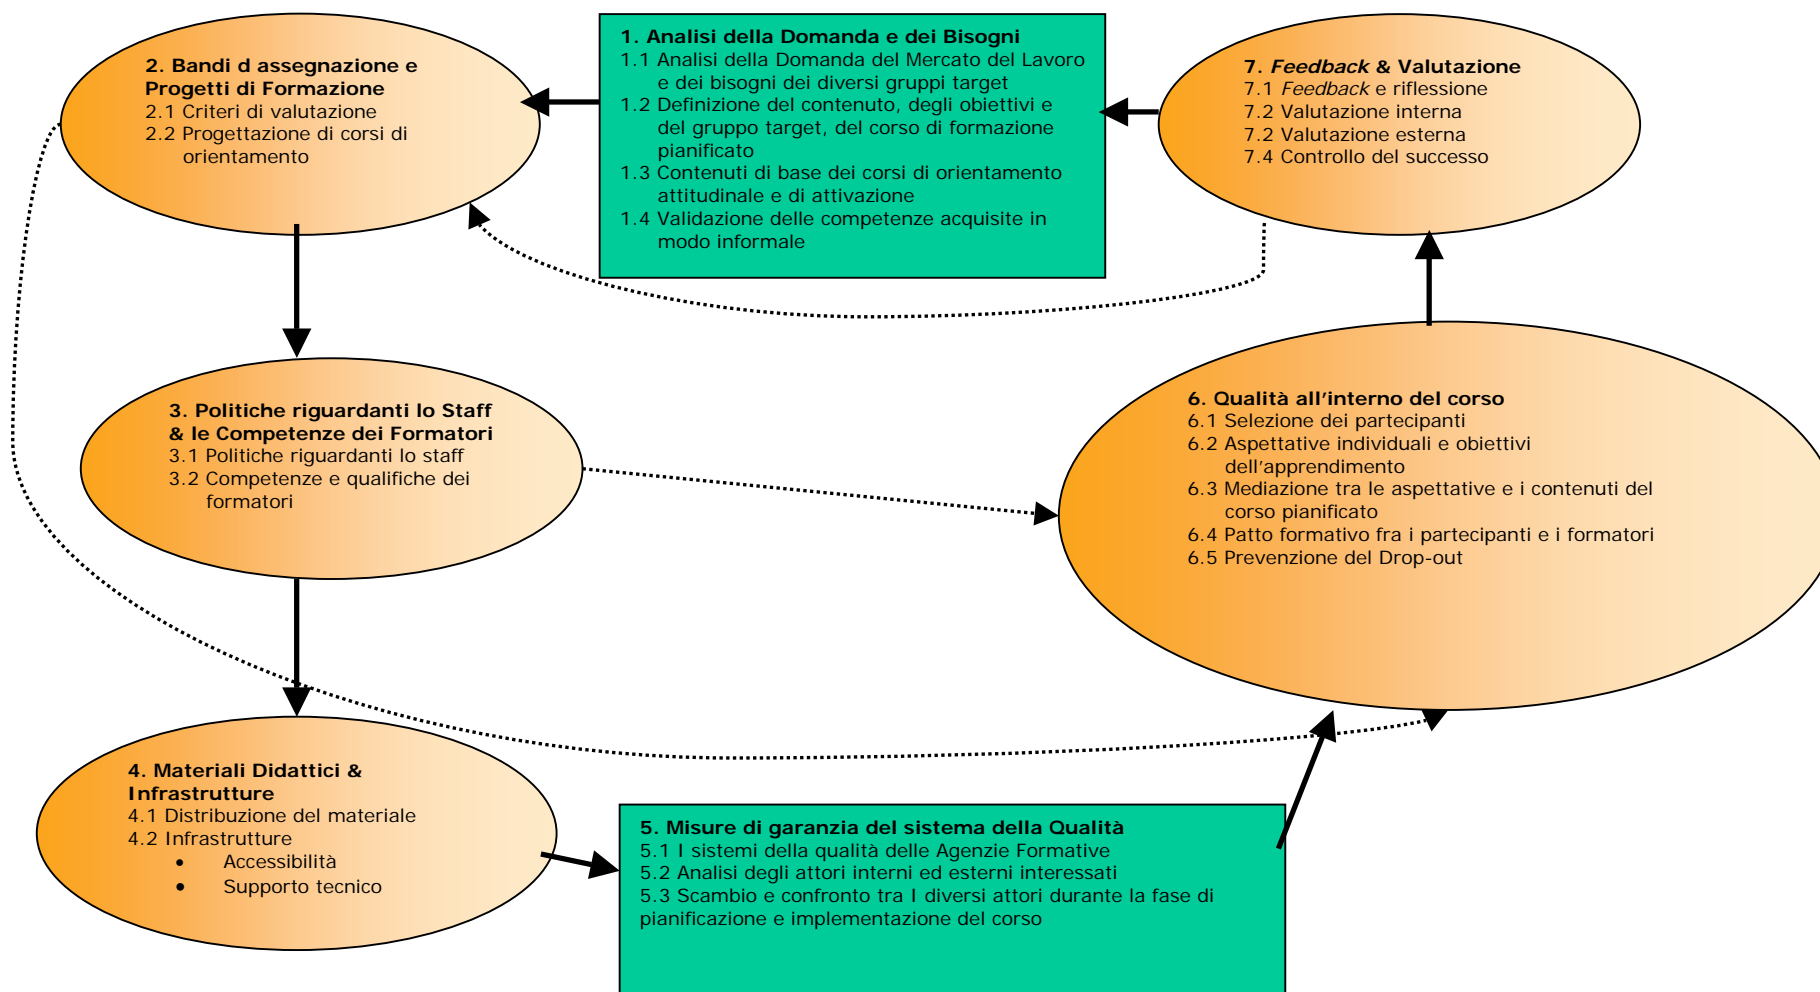 1. Analisi della Domanda e dei Bisogni
1.1 Analisi della Domanda del Mercato del Lavoro
e dei bisogni dei diversi gruppi target
1.2 Definizione del contenuto, degli obiettivi e
del gruppo target, del corso di formazione
pianificato
1.3 Contenuti di base dei corsi di orientamento
attitudinale e di attivazione
1.4 Validazione delle competenze acquisite in
modo informale
2. Bandi d assegnazione e
Progetti di Formazione
2.1 Criteri di valutazione
2.2 Progettazione di corsi di
orientamento
3. Politiche riguardanti lo Staff
& le Competenze dei Formatori
3.1 Politiche riguardanti lo staff
3.2 Competenze e qualifiche dei
formatori
4. Materiali Didattici &
Infrastrutture
4.1 Distribuzione del materiale
4.2 Infrastrutture
• Accessibilità
• Supporto tecnico
5. Misure di garanzia del sistema della Qualità
5.1 I sistemi della qualità delle Agenzie Formative
5.2 Analisi degli attori interni ed esterni interessati
5.3 Scambio e confronto tra I diversi attori durante la fase di
pianificazione e implementazione del corso
6. Qualità all’interno del corso
6.1 Selezione dei partecipanti
6.2 Aspettative individuali e obiettivi
dell’apprendimento
6.3 Mediazione tra le aspettative e i contenuti del
corso pianificato
6.4 Patto formativo fra i partecipanti e i formatori
6.5 Prevenzione del Drop-out
7. Feedback & Valutazione
7.1 Feedback e riflessione
7.2 Valutazione interna
7.2 Valutazione esterna
7.4 Controllo del successo